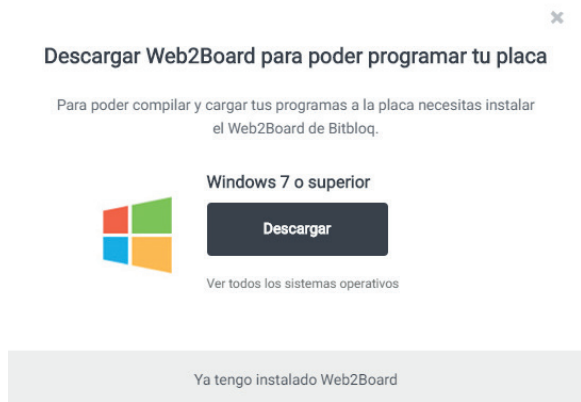 Descargar Web2Board para poder programar tu placa
Para poder compilar y cargar tus programas a la placa necesitas instalar
el Web2Board de Bitbloq.
Windows 7 o superior
Descargar
Ver todos los sistemas operativos
Ya tengo instalado Web2Board